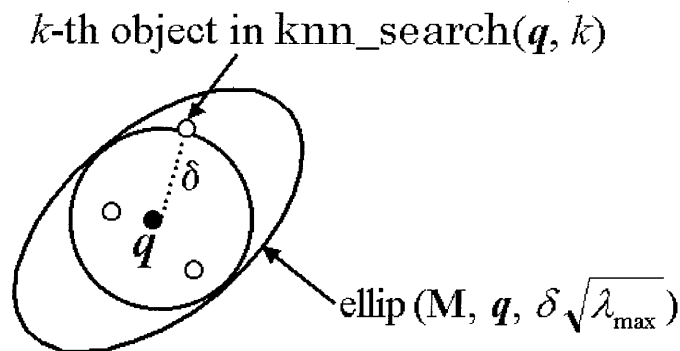 k-th object in knn_search(q, k)
δ
q
ellip (M, q, δ√λmax)